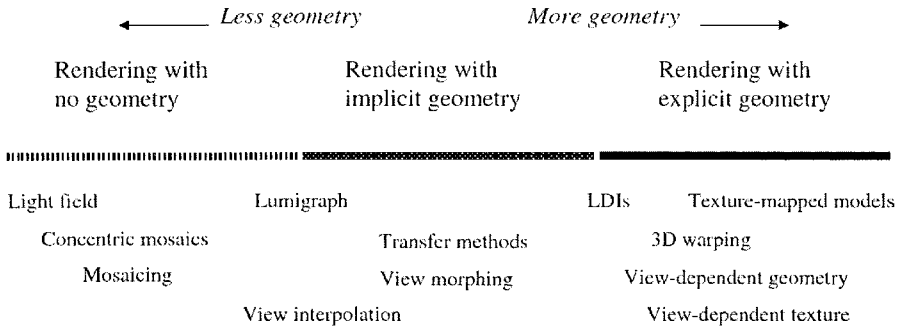 Less geometry More geometry
Rendering with no geometry
Rendering with implicit geometry
Rendering with explicit geometry
Light field Lumigraph LDIs Texture-mapped models
Concentric mosaics Transfer methods 3D warping
Mosaicing View morphing View-dependent geometry
View interpolation View-dependent texture